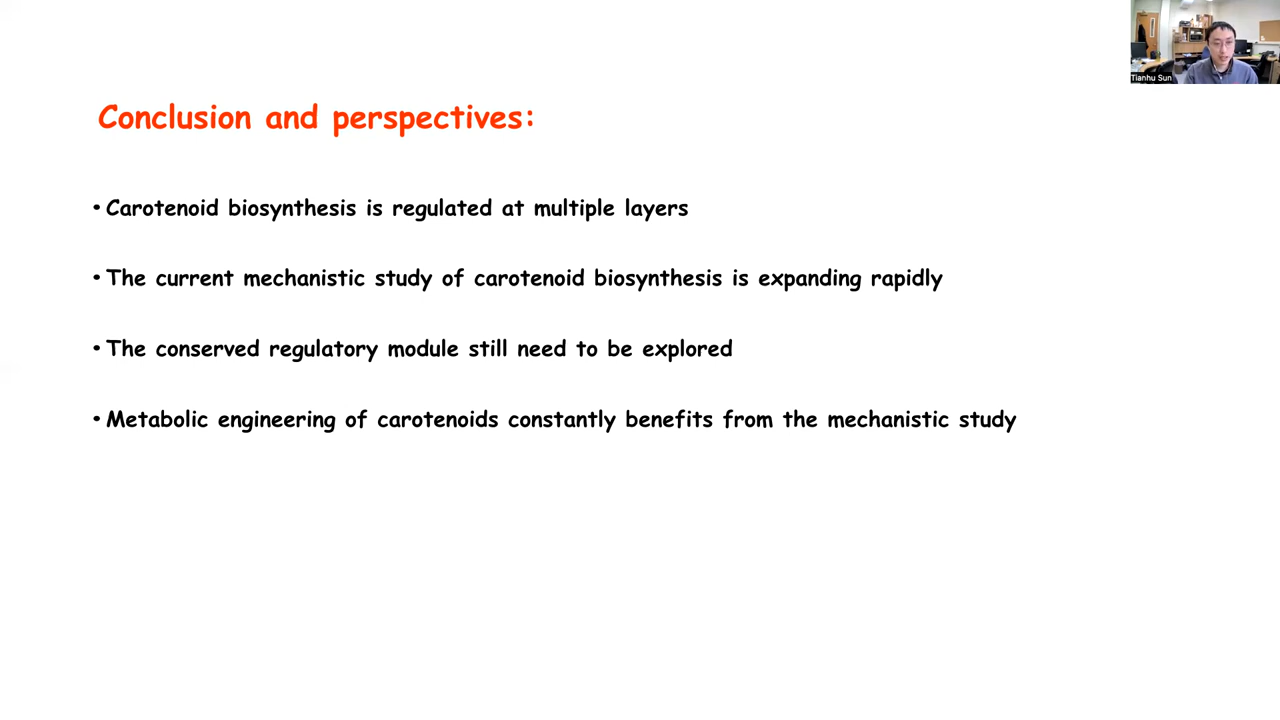 Tianhu Sun
Conclusion and perspectives:
• Carotenoid biosynthesis is regulated at multiple layers
• The current mechanistic study of carotenoid biosynthesis is expanding rapidly
• The conserved regulatory module still need to be explored
• Metabolic engineering of carotenoids constantly benefits from the mechanistic study